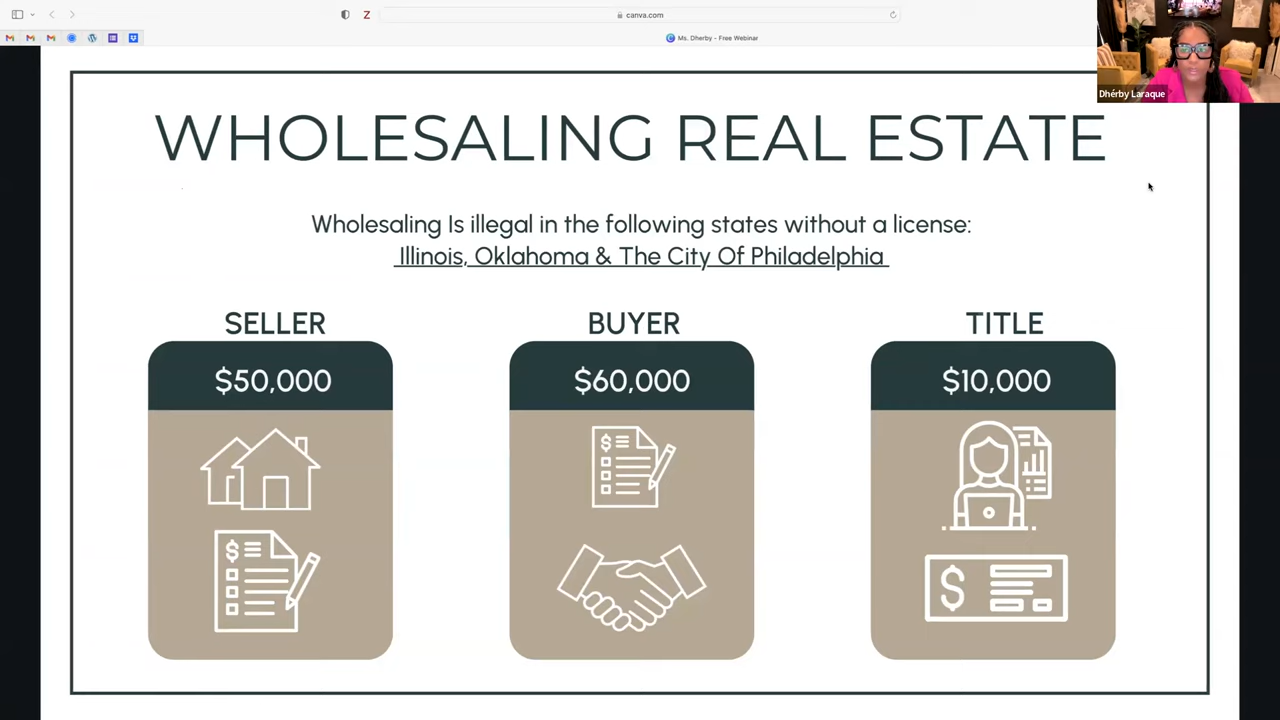 canva.com
Ms. Dherby - Free Webinar
Dhérby Laraque
WHOLESALING REAL ESTATE
Wholesaling Is illegal in the following states without a license:
Illinois, Oklahoma & The City Of Philadelphia
SELLER
BUYER
TITLE
$50,000
$60,000
$10,000